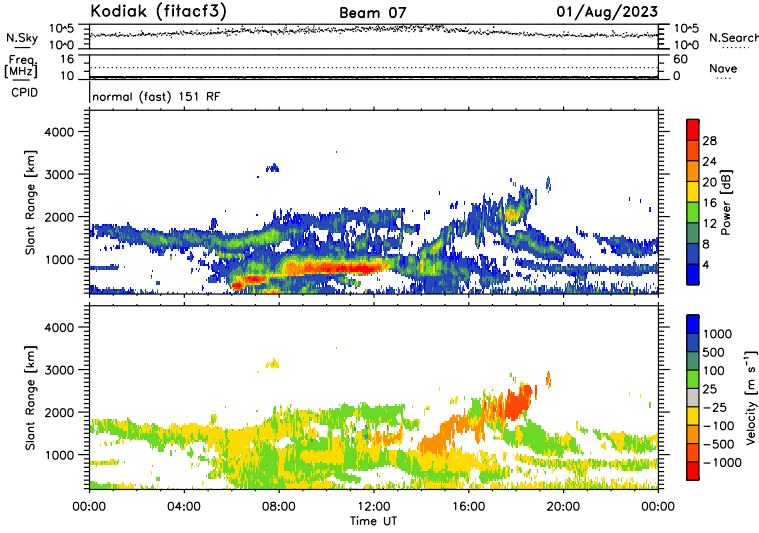 Kodiak (fitacf3) Beam 07 01/Aug/2023
N.Sky 10^5 10^5 N.Search
10^0 10^0
Freq. 16 60 Nave
[MHz] 10 0
CPID normal (fast) 151 RF
Slant Range [km]
4000
3000
2000
1000
Power [dB]
28
24
20
16
12
8
4
Slant Range [km]
4000
3000
2000
1000
Velocity [m s⁻¹]
1000
500
100
25
−25
−100
−500
−1000
00:00 04:00 08:00 12:00 16:00 20:00 00:00
Time UT